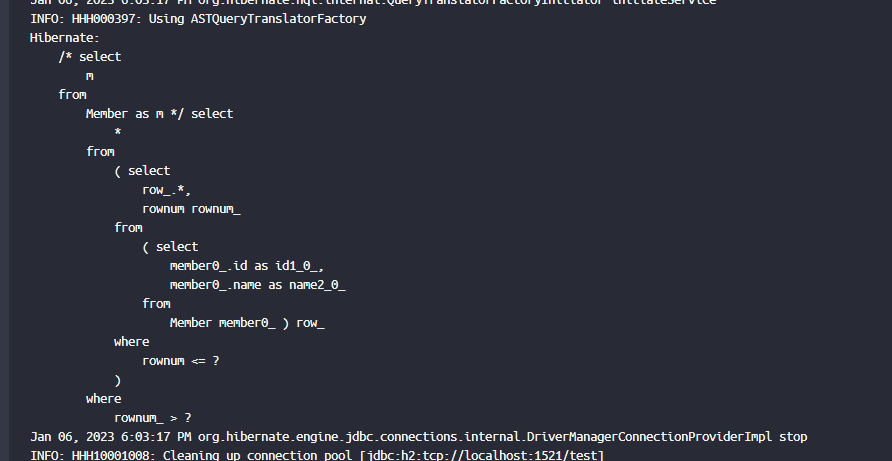 Jan 06, 2023 6:03:17 PM org.hibernate.hql.internal.QueryTranslatorFactoryInitiator initiateService
INFO: HHH000397: Using ASTQueryTranslatorFactory
Hibernate:
    /* select
        m
    from
        Member as m */ select
            *
        from
            ( select
                row_.*,
                rownum rownum_
            from
                ( select
                    member0_.id as id1_0_,
                    member0_.name as name2_0_
                from
                    Member member0_ ) row_
            where
                rownum <= ?
            )
        where
            rownum_ > ?
Jan 06, 2023 6:03:17 PM org.hibernate.engine.jdbc.connections.internal.DriverManagerConnectionProviderImpl stop
INFO: HHH10001008: Cleaning up connection pool [jdbc:h2:tcp://localhost:1521/test]